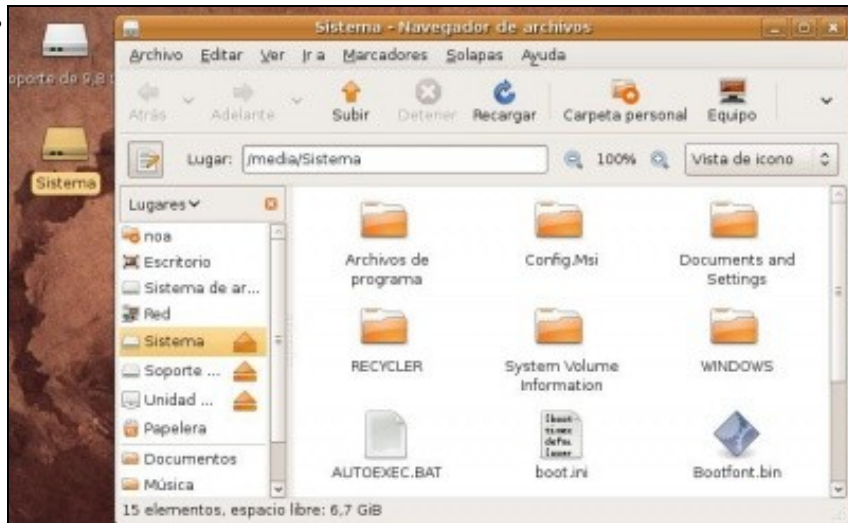 Sistema - Navegador de archivos
Archivo Editar Ver Ir a Marcadores Solapas Ayuda
Atrás Adelante Subir Detener Recargar Carpeta personal Equipo
Lugar: /media/Sistema 100% Vista de icono
oporte de 9,8
Sistema
Lugares
noa
Escritorio
Sistema de ar...
Red
Sistema
Soporte ...
Unidad ...
Papelera
Documentos
Música
Archivos de programa
Config.Msi
Documents and Settings
RECYCLER
System Volume Information
WINDOWS
AUTOEXEC.BAT
boot.ini
Bootfont.bin
15 elementos, espacio libre: 6,7 GiB